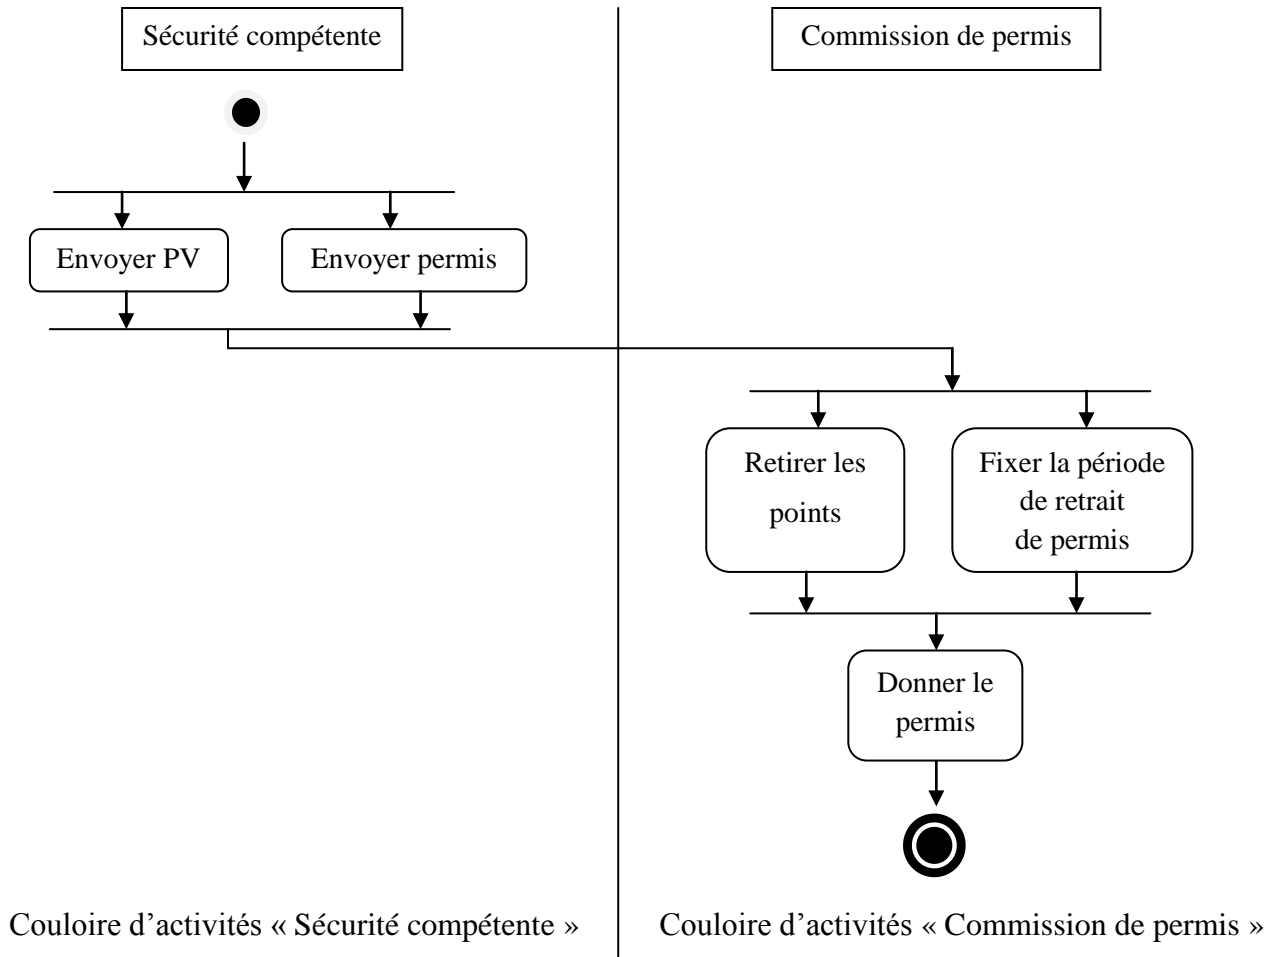 Sécurité compétente
Commission de permis
Envoyer PV
Envoyer permis
Retirer les
points
Fixer la période
de retrait
de permis
Donner le
permis
Couloire d’activités « Sécurité compétente »
Couloire d’activités « Commission de permis »